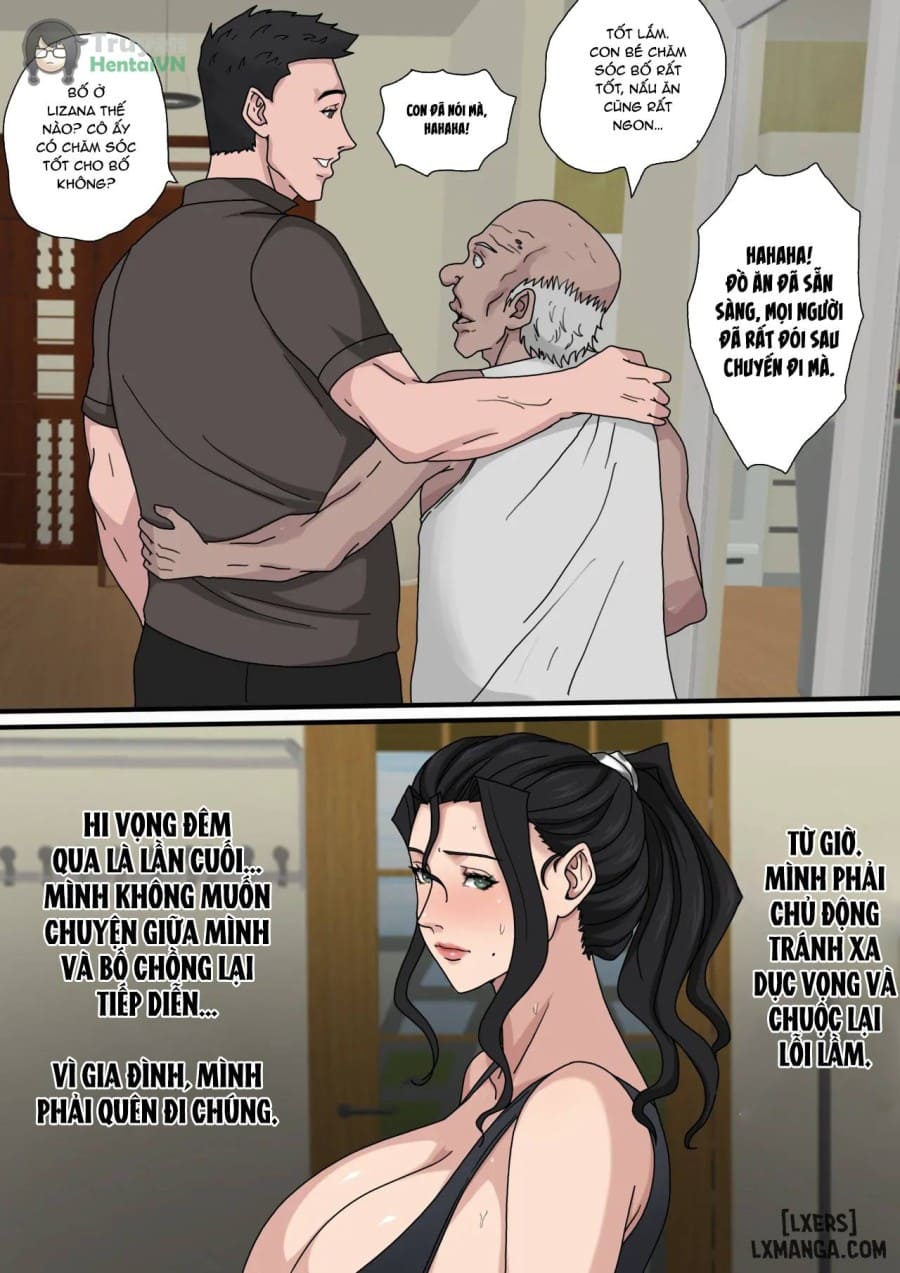 Truyện
HentaiVN
BỐ Ở
LIZANA THẾ
NÀO? CÔ ẤY
CÓ CHĂM SÓC
TỐT CHO BỐ
KHÔNG?
CON ĐÃ NÓI MÀ,
HAHAHA!
TỐT LẮM.
CON BÉ CHĂM
SÓC BỐ RẤT
TỐT, NẤU ĂN
CŨNG RẤT
NGON...
HAHAHA!
ĐỒ ĂN ĐÃ SẴN
SÀNG, MỌI NGƯỜI
ĐÃ RẤT ĐÓI SAU
CHUYẾN ĐI MÀ.
HI VỌNG ĐÊM
QUA LÀ LẦN CUỐI...
MÌNH KHÔNG MUỐN
CHUYỆN GIỮA MÌNH
VÀ BỐ CHỒNG LẠI
TIẾP DIỄN...
VÌ GIA ĐÌNH, MÌNH
PHẢI QUÊN ĐI CHÚNG.
TỪ GIỜ.
MÌNH PHẢI
CHỦ ĐỘNG
TRÁNH XA
DỤC VỌNG VÀ
CHUỘC LẠI
LỖI LẦM.
[LXERS]
LXMANGA.COM